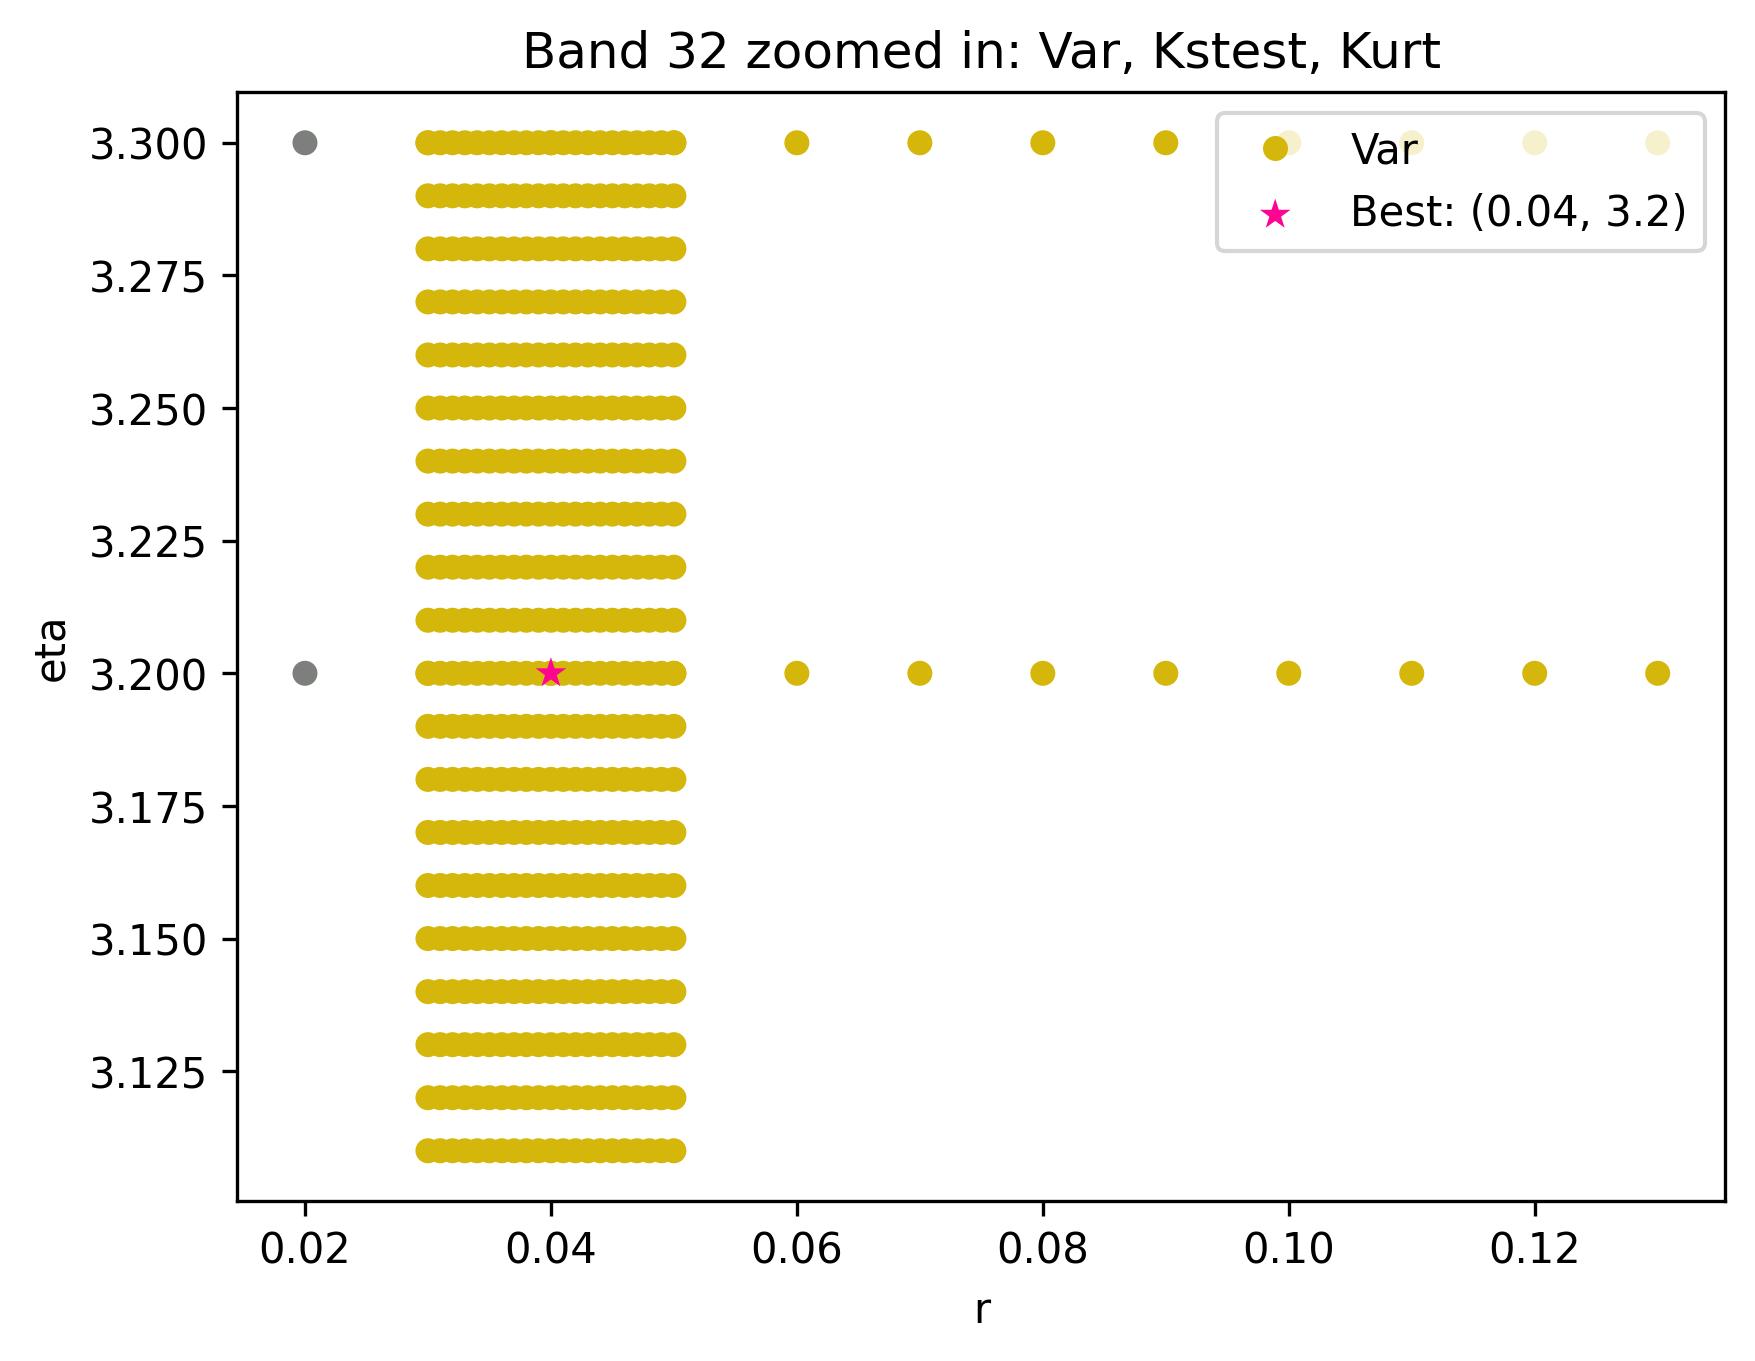 Band 32 zoomed in: Var, Kstest, Kurt
Var
Best: (0.04, 3.2)
eta
3.300
3.275
3.250
3.225
3.200
3.175
3.150
3.125
0.02
0.04
0.06
0.08
0.10
0.12
r